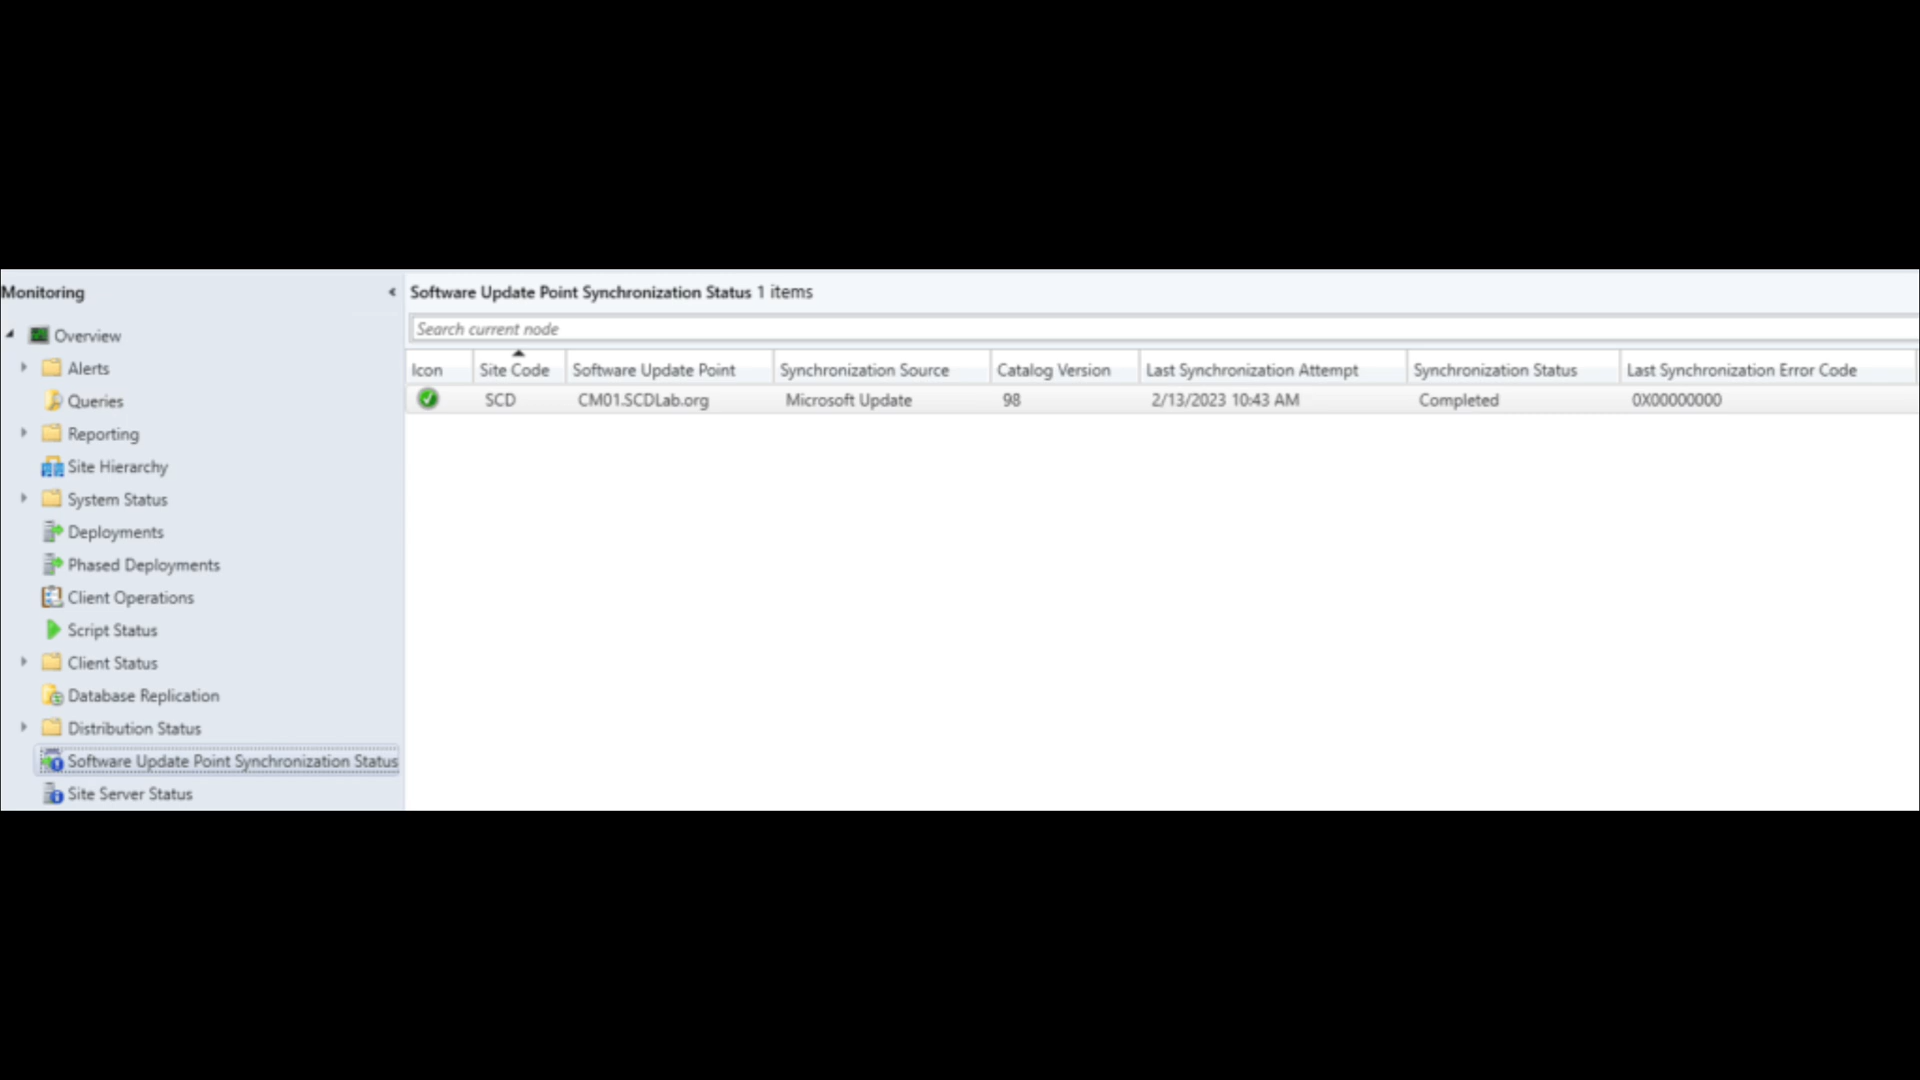 Monitoring
Overview
Alerts
Queries
Reporting
Site Hierarchy
System Status
Deployments
Phased Deployments
Client Operations
Script Status
Client Status
Database Replication
Distribution Status
Software Update Point Synchronization Status
Site Server Status
Software Update Point Synchronization Status 1 items
Search current node
Icon Site Code Software Update Point Synchronization Source Catalog Version Last Synchronization Attempt Synchronization Status Last Synchronization Error Code
SCD CM01.SCDLab.org Microsoft Update 98 2/13/2023 10:43 AM Completed 0X00000000